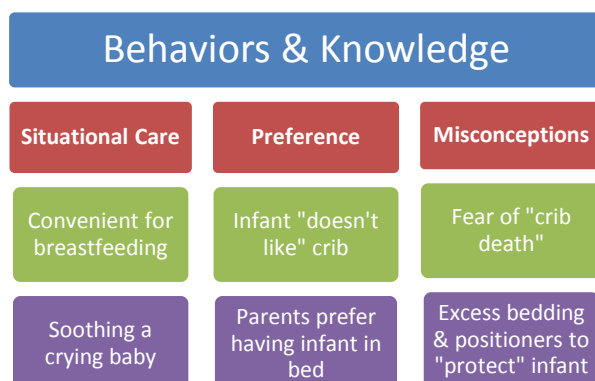 Behaviors & Knowledge
Situational Care
Preference
Misconceptions
Convenient for
breastfeeding
Infant "doesn't
like" crib
Fear of "crib
death"
Soothing a
crying baby
Parents prefer
having infant in
bed
Excess bedding
& positioners to
"protect" infant